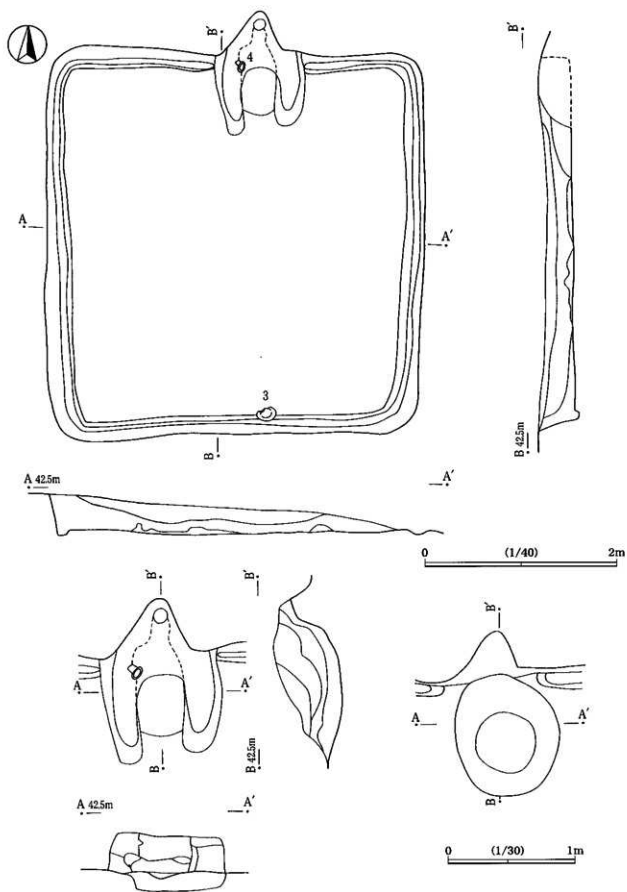 B'
B'
4
A
A'
3
B
B 42.5m
A 42.5m
A'
0 (1/40) 2m
B'
B'
B'
A
A'
A
A'
B
B 42.5m
B
A 42.5m
A'
0 (1/30) 1m